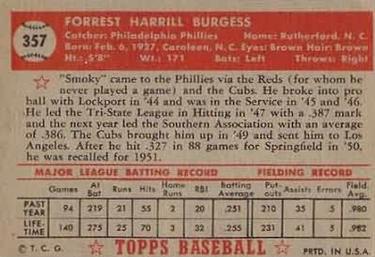 FORREST HARRILL BURGESS
357
Catcher: Philadelphia Phillies Home: Rutherford, N. C.
Born: Feb. 6, 1927, Caroleen, N.C. Eyes: Brown Hair: Brown
Ht.: 5'8½" Wt.: 171 Bats: Left Throws: Right
"Smoky" came to the Phillies via the Reds (for whom he
never played a game) and the Cubs. He broke into pro
ball with Lockport in '44 and was in the Service in '45 and '46.
He led the Tri-State League in Hitting in '47 with a .387 mark
and the next year led the Southern Association with an average
of .386. The Cubs brought him up in '49 and sent him to Los
Angeles. After he hit .327 in 88 games for Springfield in '50,
he was recalled for 1951.
MAJOR LEAGUE BATTING RECORD FIELDING RECORD
Games At Bat Runs Hits Home Runs RBI Batting Average Put-outs Assists Errors Field Avg.
PAST YEAR 94 219 21 55 2 20 .251 210 35 5 .980
LIFE-TIME 140 275 25 70 3 32 .255 231 41 5 .982
© T. C. G. TOPPS BASEBALL PRTD. IN U.S.A.